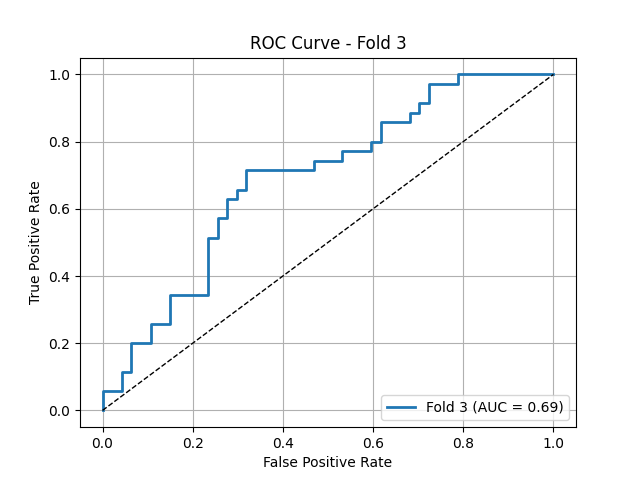 ROC Curve - Fold 3
True Positive Rate
1.0
0.8
0.6
0.4
0.2
0.0
Fold 3 (AUC = 0.69)
0.0 0.2 0.4 0.6 0.8 1.0
False Positive Rate